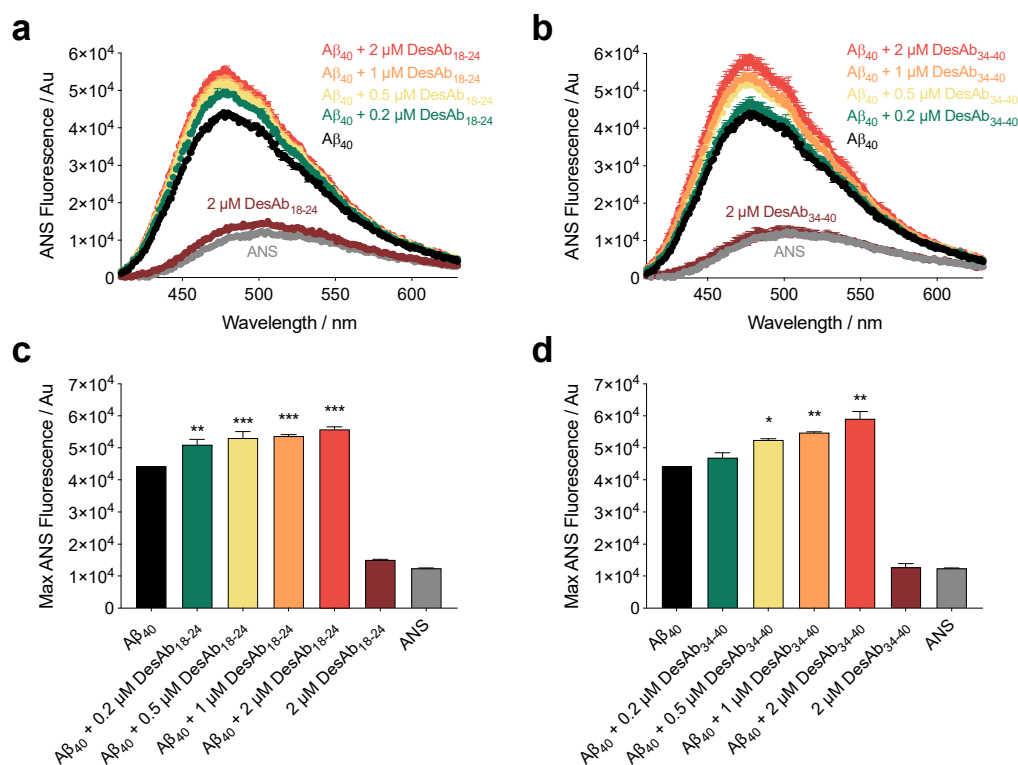 a
6×10⁴
5×10⁴
4×10⁴
3×10⁴
2×10⁴
1×10⁴
0
ANS Fluorescence / Au
450
500
550
600
Wavelength / nm
Aβ₄₀ + 2 µM DesAb₁₈₋₂₄
Aβ₄₀ + 1 µM DesAb₁₈₋₂₄
Aβ₄₀ + 0.5 µM DesAb₁₈₋₂₄
Aβ₄₀ + 0.2 µM DesAb₁₈₋₂₄
Aβ₄₀
2 µM DesAb₁₈₋₂₄
ANS
b
6×10⁴
5×10⁴
4×10⁴
3×10⁴
2×10⁴
1×10⁴
0
ANS Fluorescence / Au
450
500
550
600
Wavelength / nm
Aβ₄₀ + 2 µM DesAb₃₄₋₄₀
Aβ₄₀ + 1 µM DesAb₃₄₋₄₀
Aβ₄₀ + 0.5 µM DesAb₃₄₋₄₀
Aβ₄₀ + 0.2 µM DesAb₃₄₋₄₀
Aβ₄₀
2 µM DesAb₃₄₋₄₀
ANS
c
7×10⁴
6×10⁴
5×10⁴
4×10⁴
3×10⁴
2×10⁴
1×10⁴
0
Max ANS Fluorescence / Au
**
***
***
***
Aβ₄₀
Aβ₄₀ + 0.2 µM DesAb₁₈₋₂₄
Aβ₄₀ + 0.5 µM DesAb₁₈₋₂₄
Aβ₄₀ + 1 µM DesAb₁₈₋₂₄
Aβ₄₀ + 2 µM DesAb₁₈₋₂₄
2 µM DesAb₁₈₋₂₄
ANS
d
7×10⁴
6×10⁴
5×10⁴
4×10⁴
3×10⁴
2×10⁴
1×10⁴
0
Max ANS Fluorescence / Au
*
**
**
Aβ₄₀
Aβ₄₀ + 0.2 µM DesAb₃₄₋₄₀
Aβ₄₀ + 0.5 µM DesAb₃₄₋₄₀
Aβ₄₀ + 1 µM DesAb₃₄₋₄₀
Aβ₄₀ + 2 µM DesAb₃₄₋₄₀
2 µM DesAb₃₄₋₄₀
ANS